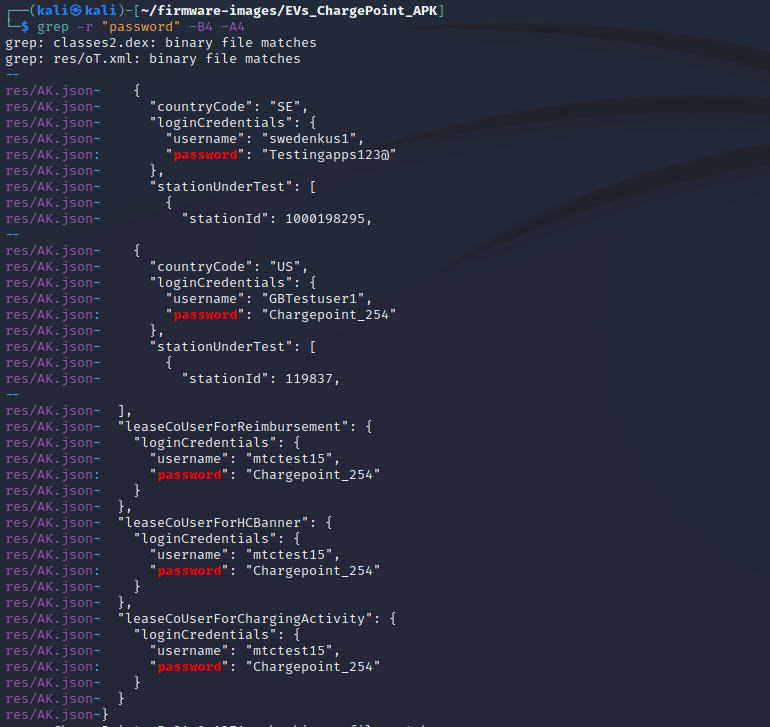 ┌──(kali㉿kali)-[~/firmware-images/EVs_ChargePoint_APK]
└─$ grep -r "password" -B4 -A4
grep: classes2.dex: binary file matches
grep: res/oT.xml: binary file matches
--
res/AK.json-    {
res/AK.json-      "countryCode": "SE",
res/AK.json-      "loginCredentials": {
res/AK.json-        "username": "swedenkus1",
res/AK.json:        "password": "Testingapps123@"
res/AK.json-      },
res/AK.json-      "stationUnderTest": [
res/AK.json-        {
res/AK.json-          "stationId": 1000198295,
--
res/AK.json-    {
res/AK.json-      "countryCode": "US",
res/AK.json-      "loginCredentials": {
res/AK.json-        "username": "GBTestuser1",
res/AK.json:        "password": "Chargepoint_254"
res/AK.json-      },
res/AK.json-      "stationUnderTest": [
res/AK.json-        {
res/AK.json-          "stationId": 119837,
--
res/AK.json-  ],
res/AK.json-  "leaseCoUserForReimbursement": {
res/AK.json-    "loginCredentials": {
res/AK.json-      "username": "mtctest15",
res/AK.json:      "password": "Chargepoint_254"
res/AK.json-    }
res/AK.json-  },
res/AK.json-  "leaseCoUserForHCBanner": {
res/AK.json-    "loginCredentials": {
res/AK.json-      "username": "mtctest15",
res/AK.json:      "password": "Chargepoint_254"
res/AK.json-    }
res/AK.json-  },
res/AK.json-  "leaseCoUserForChargingActivity": {
res/AK.json-    "loginCredentials": {
res/AK.json-      "username": "mtctest15",
res/AK.json:      "password": "Chargepoint_254"
res/AK.json-    }
res/AK.json-  }
res/AK.json-}